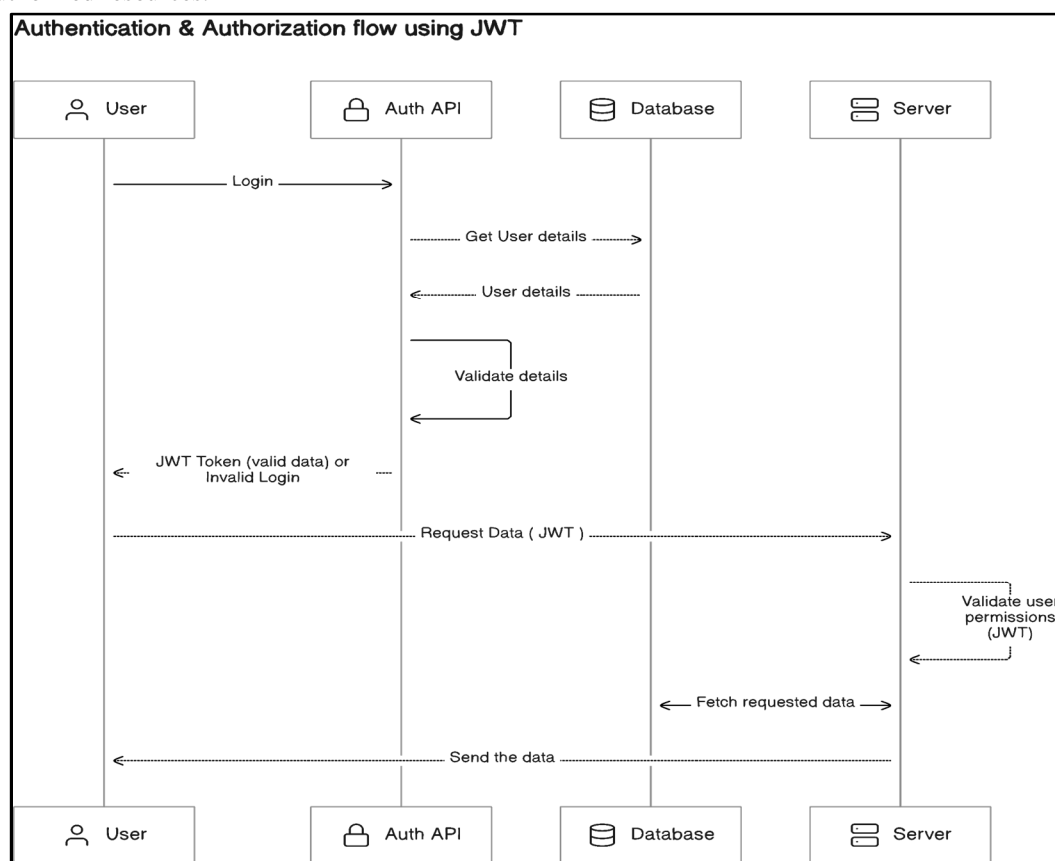 Authentication & Authorization flow using JWT
User
Auth API
Database
Server
Login
Get User details
User details
Validate details
JWT Token (valid data) or
Invalid Login
Request Data ( JWT )
Validate user
permissions
(JWT)
Fetch requested data
Send the data
User
Auth API
Database
Server